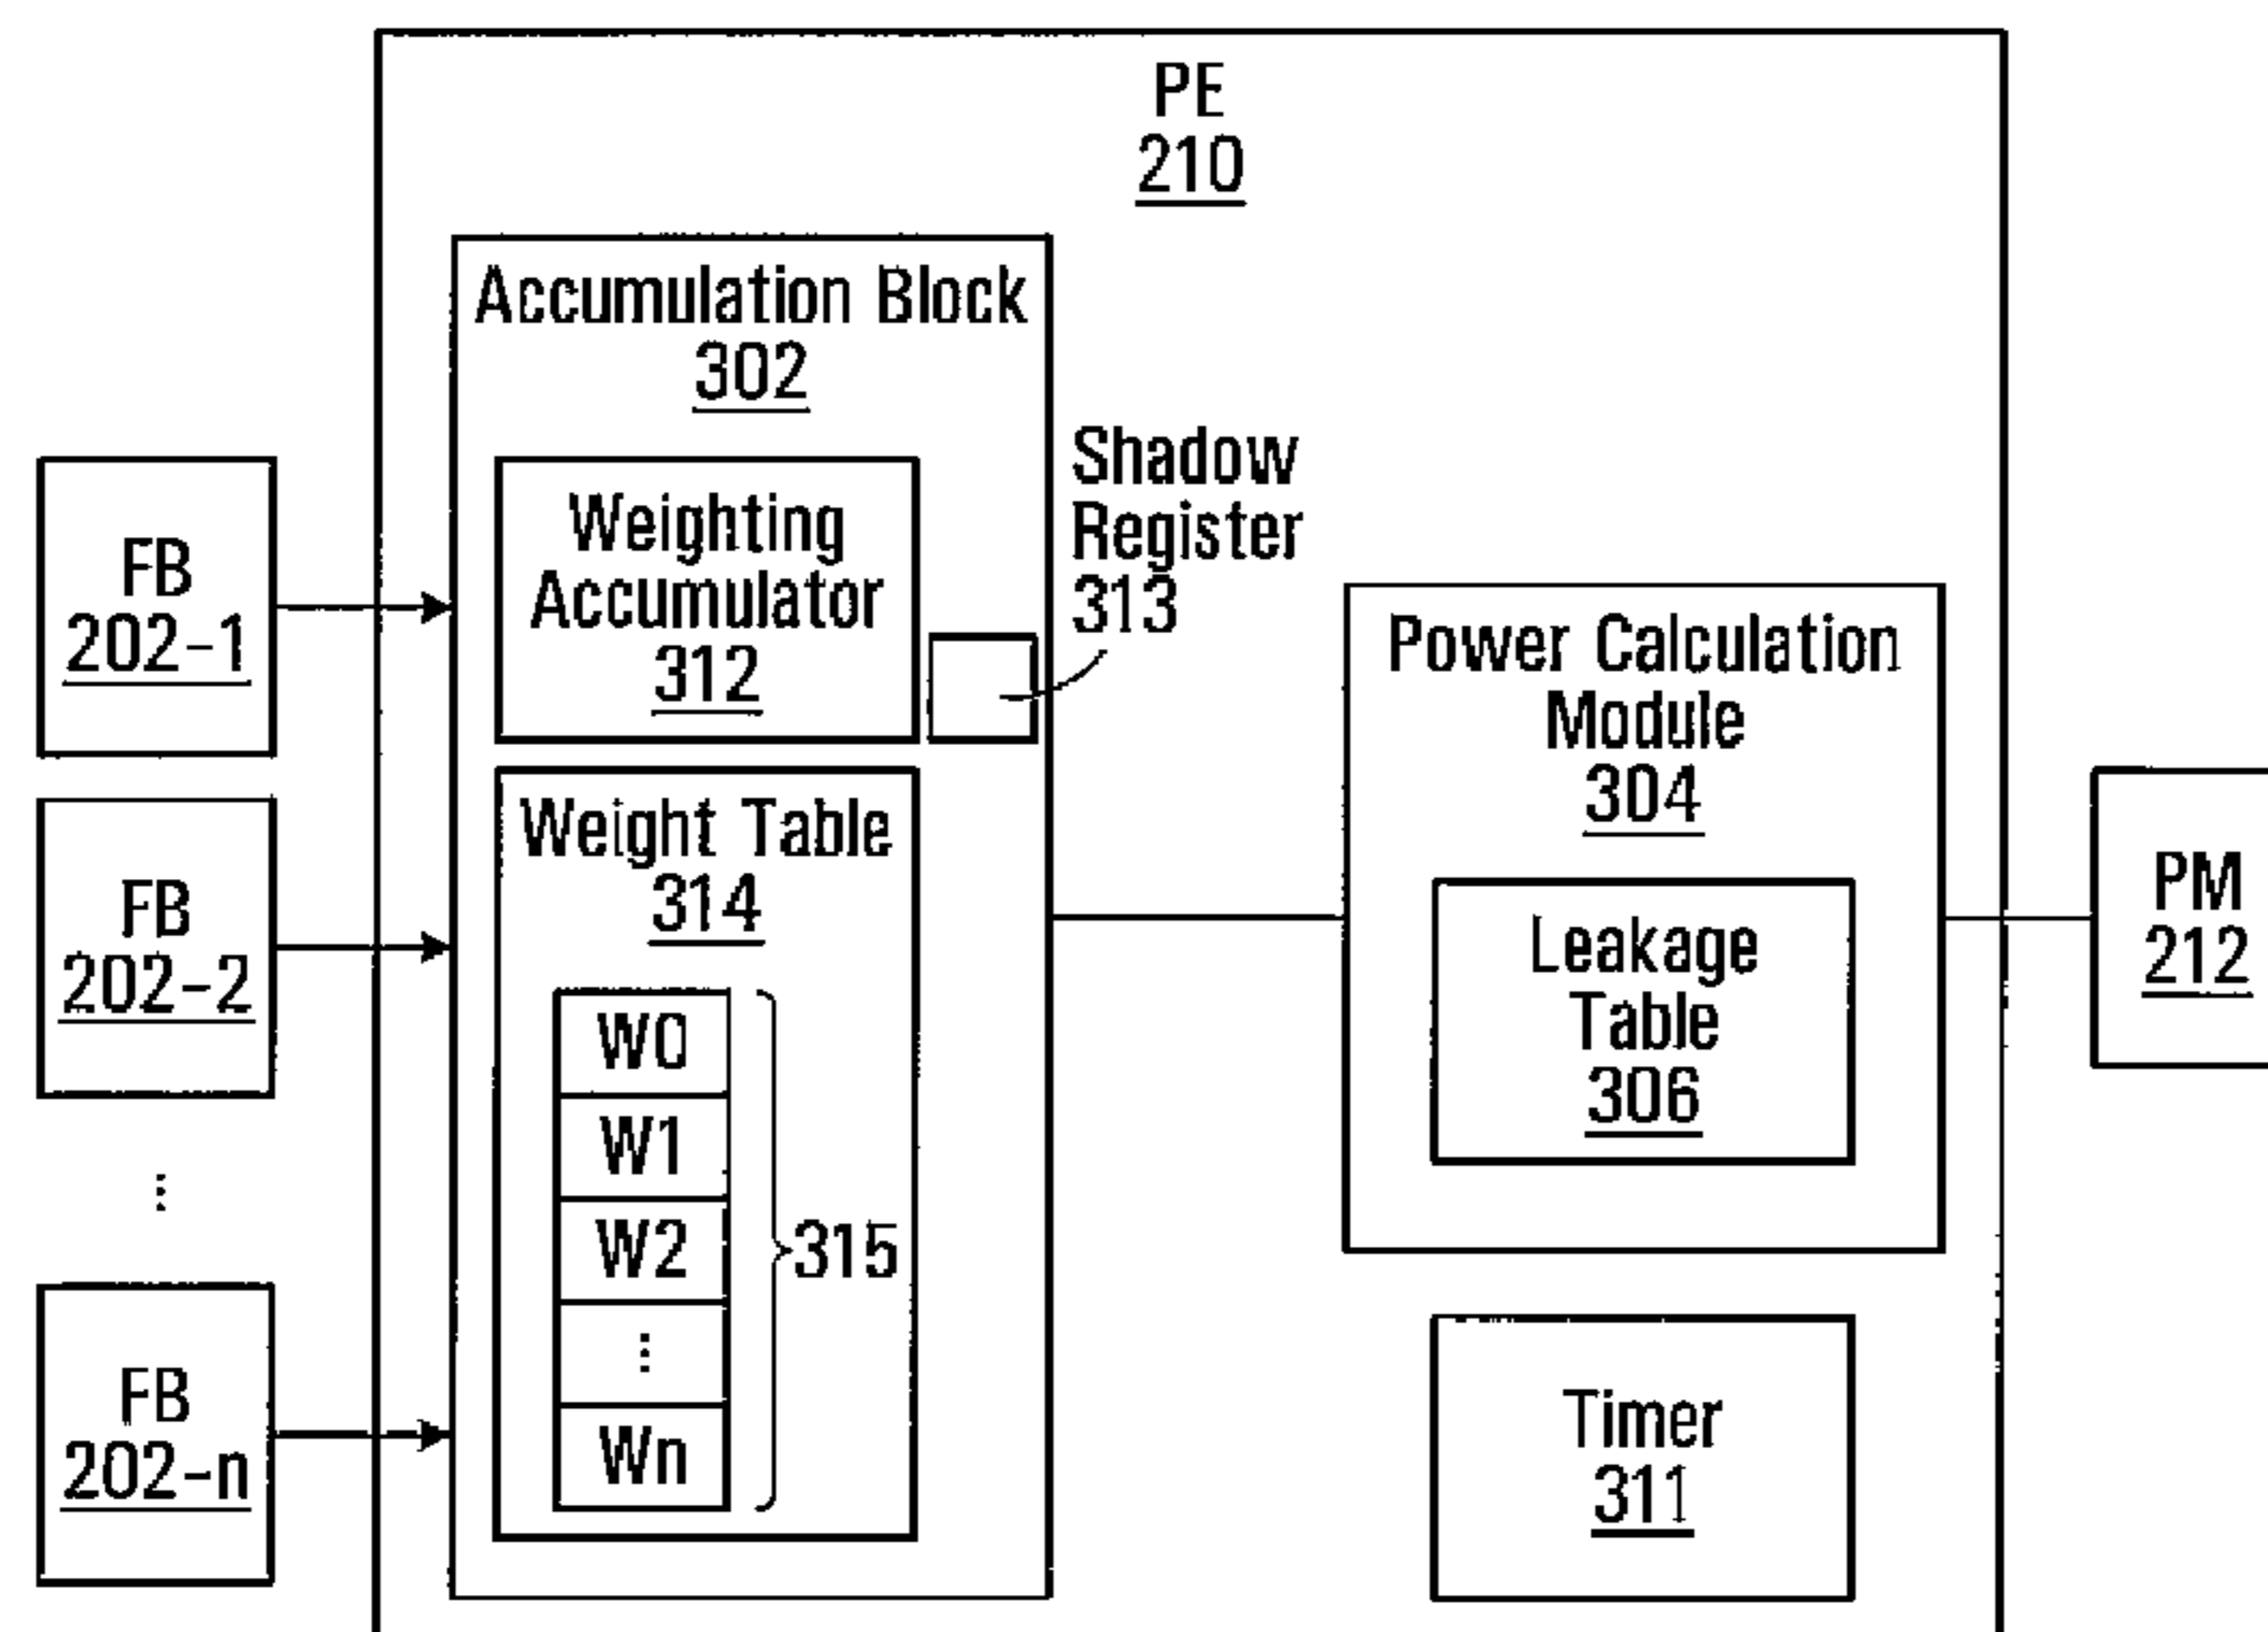 PE
210
Accumulation Block
302
Weighting
Accumulator
312
Shadow
Register
313
Weight Table
314
W0
W1
W2
⋮
Wn
315
FB
202-1
FB
202-2
⋮
FB
202-n
Power Calculation
Module
304
Leakage
Table
306
Timer
311
PM
212